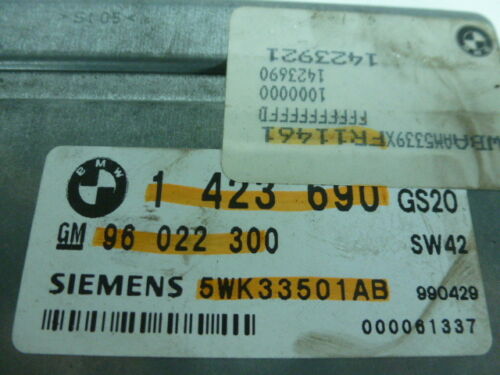 >SJ05<
1423921
1423690
1000000
FFFFFFFFFD
WBAAM5339XFR11461
BMW
1 423 690 GS20
GM 96 022 300 SW42
SIEMENS 5WK33501AB 990429
000061337